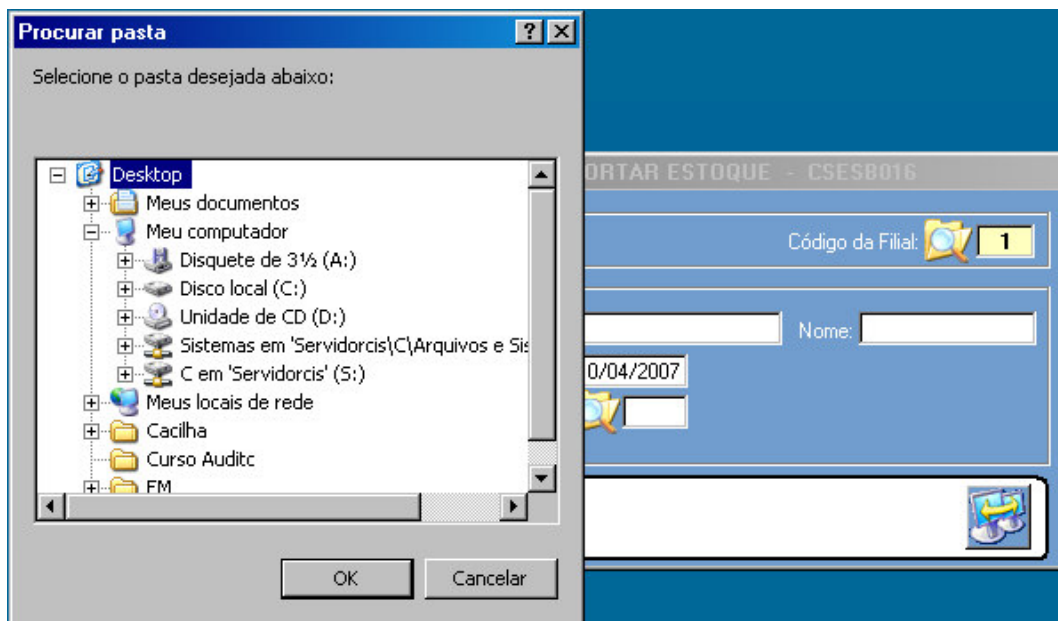 Procurar pasta
Selecione o pasta desejada abaixo:
Desktop
Meus documentos
Meu computador
Disquete de 3½ (A:)
Disco local (C:)
Unidade de CD (D:)
Sistemas em 'Servidorcis\C\Arquivos e Sis
C em 'Servidorcis' (S:)
Meus locais de rede
Cacilha
Curso Auditc
FM
OK Cancelar
ORTAR ESTOQUE - CSESB016
Código da Filial: 1
Nome:
0/04/2007